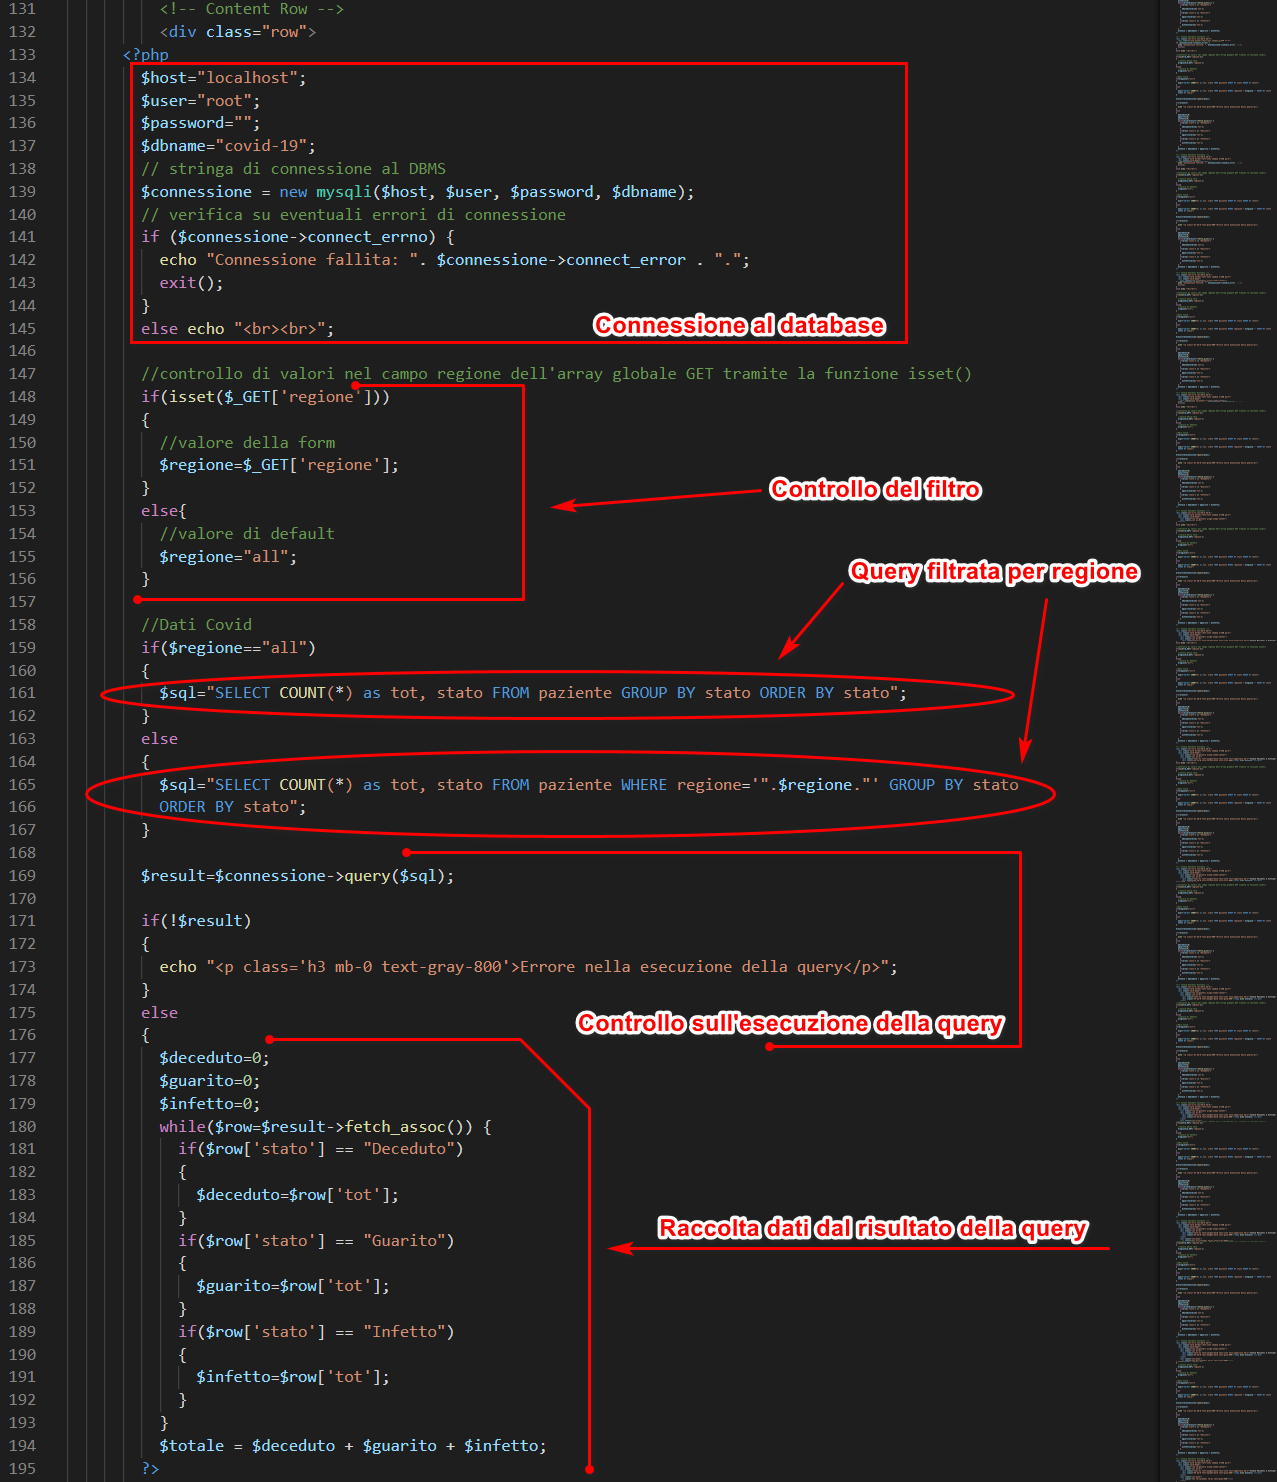 131 <!-- Content Row -->
132 <div class="row">
133 <?php
134 $host="localhost";
135 $user="root";
136 $password="";
137 $dbname="covid-19";
138 // stringa di connessione al DBMS
139 $connessione = new mysqli($host, $user, $password, $dbname);
140 // verifica su eventuali errori di connessione
141 if ($connessione->connect_errno) {
142 echo "Connessione fallita: ". $connessione->connect_error . ".";
143 exit();
144 }
145 else echo "<br><br>";
Connessione al database
146
147 //controllo di valori nel campo regione dell'array globale GET tramite la funzione isset()
148 if(isset($_GET['regione']))
149 {
150 //valore della form
151 $regione=$_GET['regione'];
152 }
Controllo del filtro
153 else{
154 //valore di default
155 $regione="all";
156 }
Query filtrata per regione
157
158 //Dati Covid
159 if($regione=="all")
160 {
161 $sql="SELECT COUNT(*) as tot, stato FROM paziente GROUP BY stato ORDER BY stato";
162 }
163 else
164 {
165 $sql="SELECT COUNT(*) as tot, stato FROM paziente WHERE regione='".$regione."' GROUP BY stato
166 ORDER BY stato";
167 }
168
169 $result=$connessione->query($sql);
170
171 if(!$result)
172 {
173 echo "<p class='h3 mb-0 text-gray-800'>Errore nella esecuzione della query</p>";
174 }
175 else
Controllo sull'esecuzione della query
176 {
177 $deceduto=0;
178 $guarito=0;
179 $infetto=0;
180 while($row=$result->fetch_assoc()) {
181 if($row['stato'] == "Deceduto")
182 {
183 $deceduto=$row['tot'];
184 }
Raccolta dati dal risultato della query
185 if($row['stato'] == "Guarito")
186 {
187 $guarito=$row['tot'];
188 }
189 if($row['stato'] == "Infetto")
190 {
191 $infetto=$row['tot'];
192 }
193 }
194 $totale = $deceduto + $guarito + $infetto;
195 ?>